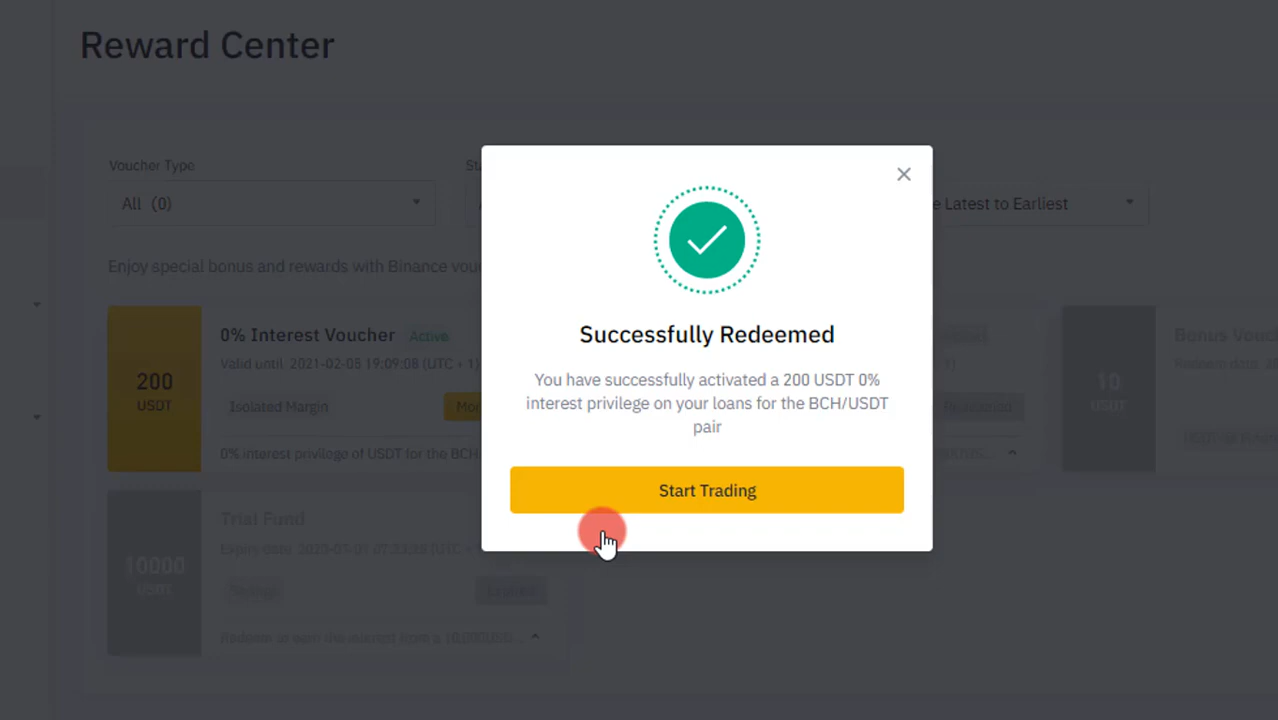 Reward Center
Voucher Type
All (0)
e Latest to Earliest
Enjoy special bonus and rewards with Binance vou
200
USDT
0% Interest Voucher Active
Valid until 2021-02-05 19:09:08 (UTC + 1)
Isolated Margin
0% interest privilege of USDT for the BCH
10
USDT
10000
USDT
Trial Fund
Savings
Successfully Redeemed
You have successfully activated a 200 USDT 0%
interest privilege on your loans for the BCH/USDT
pair
Start Trading